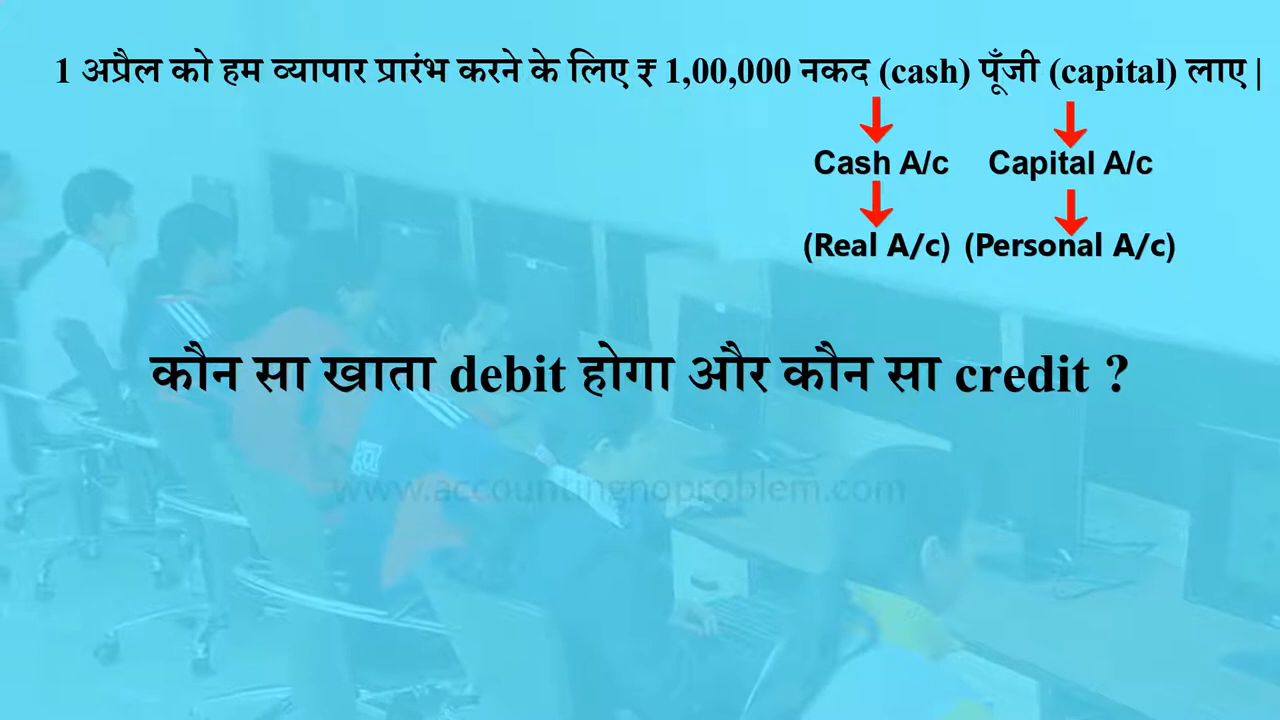 1 अप्रैल को हम व्यापार प्रारंभ करने के लिए ₹ 1,00,000 नकद (cash) पूँजी (capital) लाए |
Cash A/c Capital A/c
(Real A/c) (Personal A/c)
कौन सा खाता debit होगा और कौन सा credit ?
www.accountingnoproblem.com